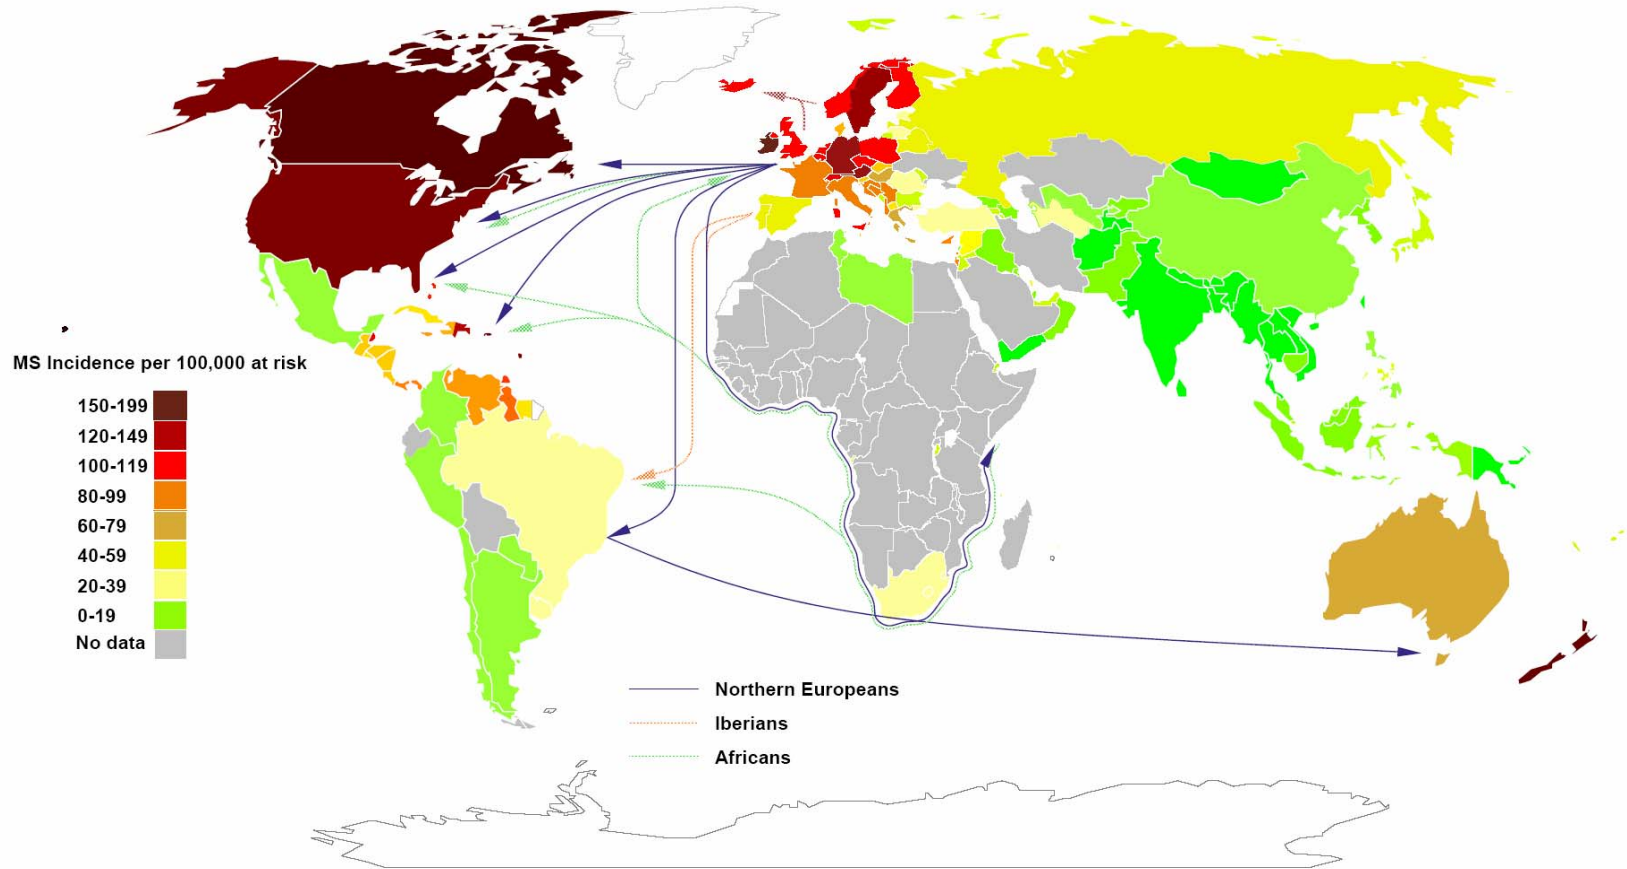 MS Incidence per 100,000 at risk
150-199
120-149
100-119
80-99
60-79
40-59
20-39
0-19
No data
Northern Europeans
Iberians
Africans